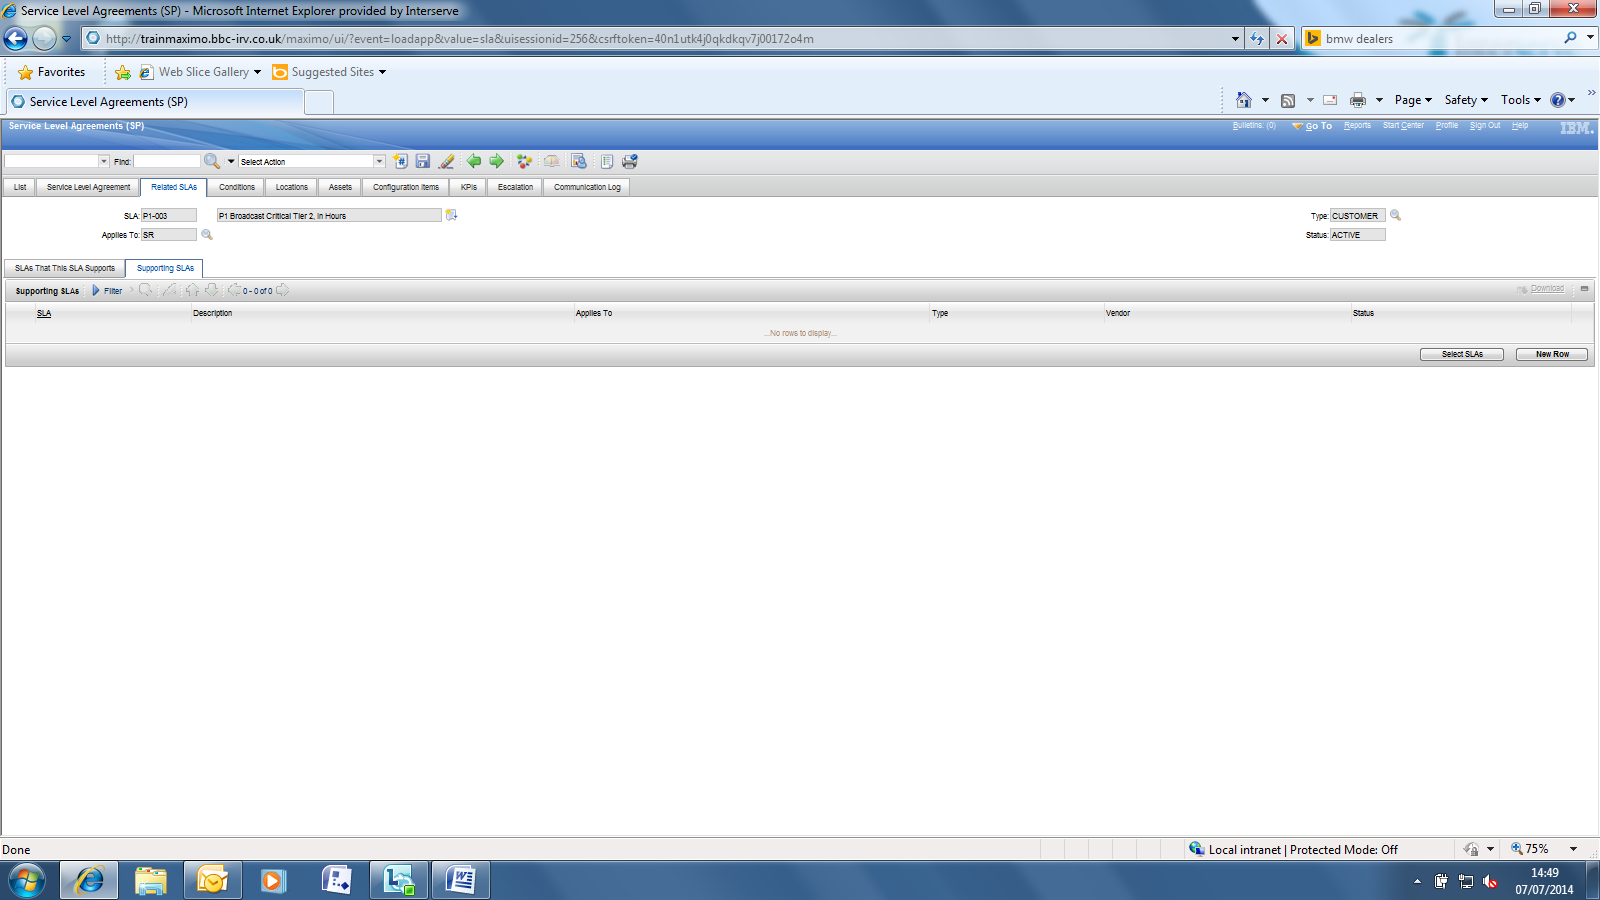 Service Level Agreements (SP) - Microsoft Internet Explorer provided by Interserve
http://trainmaximo.bbc-irv.co.uk/maximo/ui/?event=loadapp&value=sla&uisessionid=256&csrftoken=40n1utk4j0qkdkqv7j00172o4m
bmw dealers
Favorites Web Slice Gallery Suggested Sites
Service Level Agreements (SP)
Page Safety Tools
Service Level Agreements (SP) Bulletins: (0) Go To Reports Start Center Profile Sign Out Help IBM.
Find: Select Action
List Service Level Agreement Related SLAs Conditions Locations Assets Configuration Items KPIs Escalation Communication Log
SLA: P1-003 P1 Broadcast Critical Tier 2, In Hours Type: CUSTOMER
Applies To: SR Status: ACTIVE
SLAs That This SLA Supports Supporting SLAs
Supporting SLAs Filter 0 - 0 of 0 Download
SLA Description Applies To Type Vendor Status
...No rows to display...
Select SLAs New Row
Done Local intranet | Protected Mode: Off 75%
14:49
07/07/2014